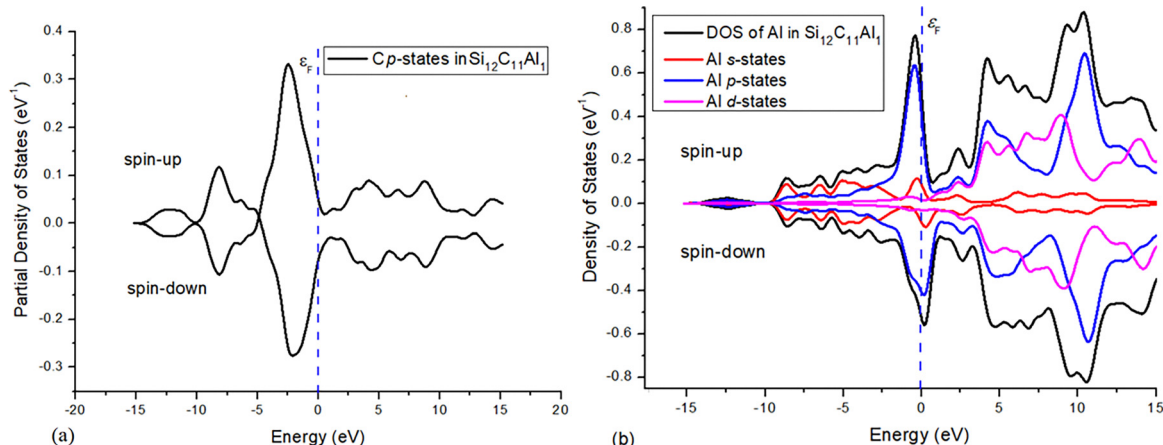 0.4
0.3
0.2
0.1
0.0
-0.1
-0.2
-0.3
Partial Density of States (eV⁻¹)
εF
C p-states in Si₁₂C₁₁Al₁
spin-up
spin-down
-20
-15
-10
-5
0
5
10
15
20
(a)
Energy (eV)
0.8
0.6
0.4
0.2
0.0
-0.2
-0.4
-0.6
-0.8
Density of States (eV⁻¹)
DOS of Al in Si₁₂C₁₁Al₁
Al s-states
Al p-states
Al d-states
εF
spin-up
spin-down
-15
-10
-5
0
5
10
15
(b)
Energy (eV)